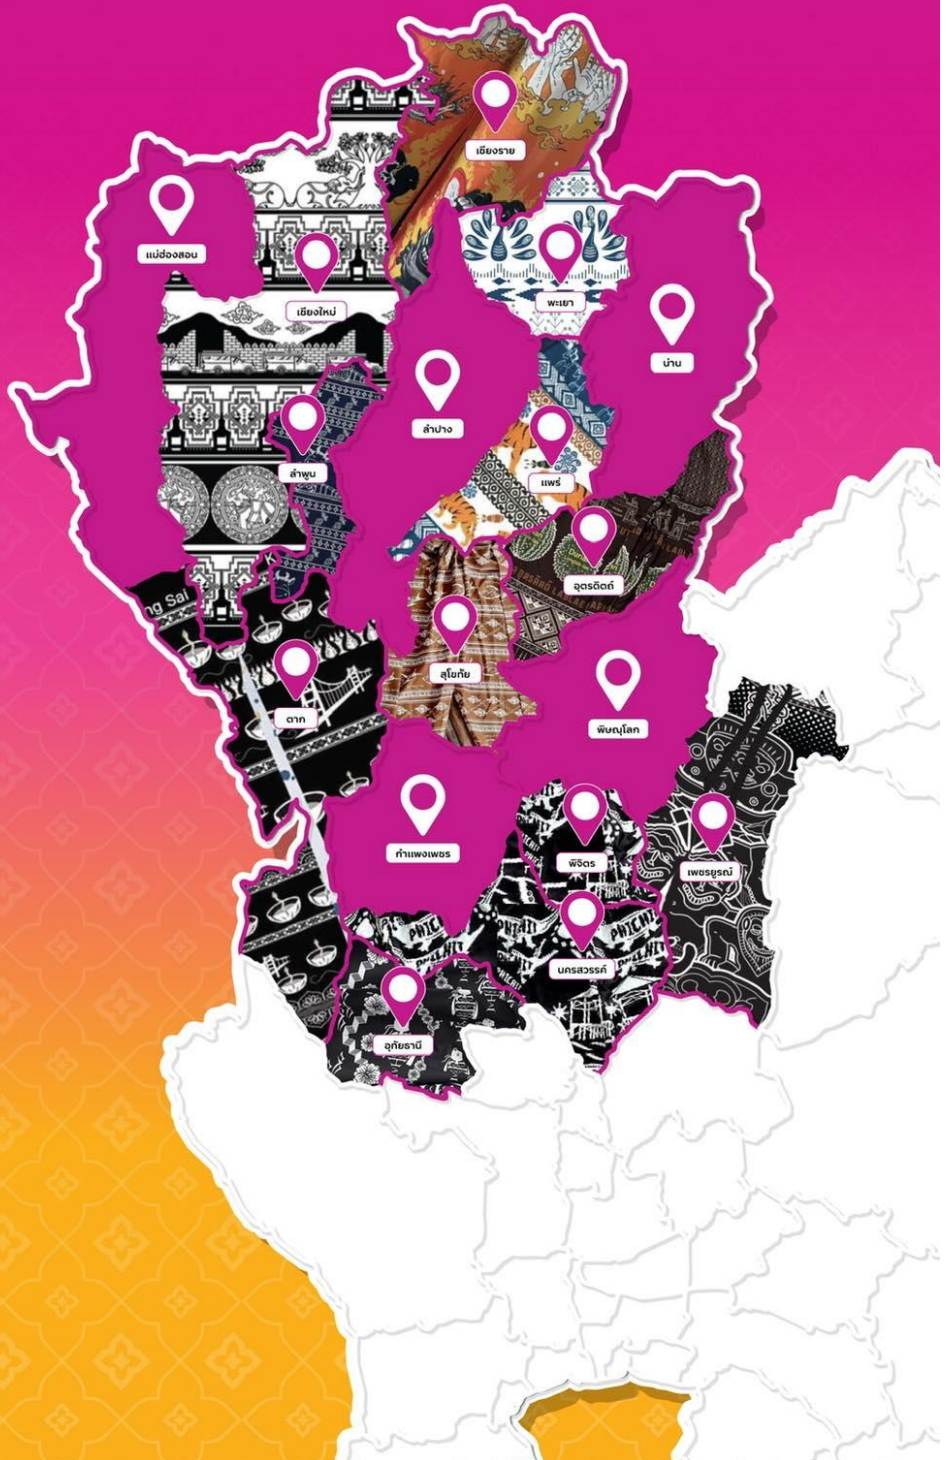 เชียงราย
แม่ฮ่องสอน
พะเยา
เชียงใหม่
น่าน
ลำปาง
ลำพูน
แพร่
อุตรดิตถ์
ng Sai
สุโขทัย
ตาก
พิษณุโลก
กำแพงเพชร
พิจิตร
เพชรบูรณ์
PHICHIT
นครสวรรค์
อุทัยธานี